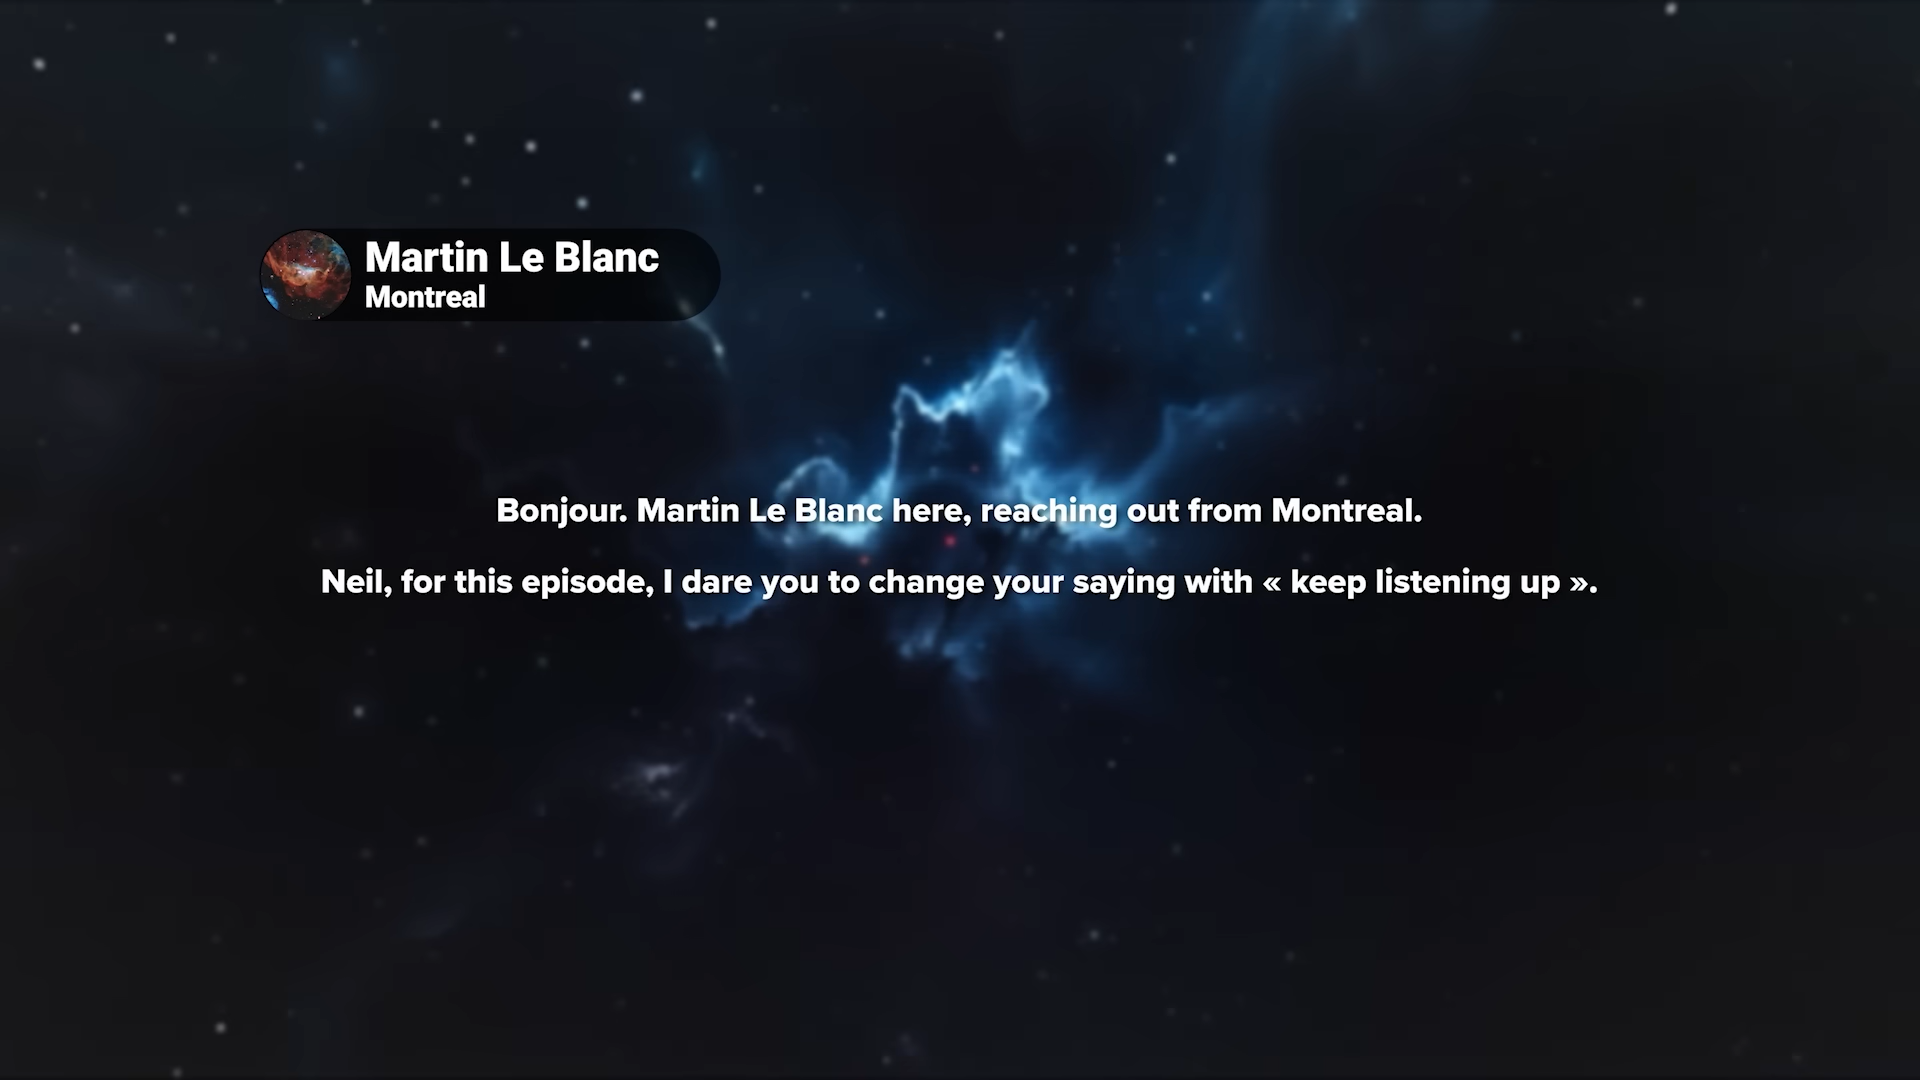 Martin Le Blanc
Montreal
Bonjour. Martin Le Blanc here, reaching out from Montreal.
Neil, for this episode, I dare you to change your saying with « keep listening up ».